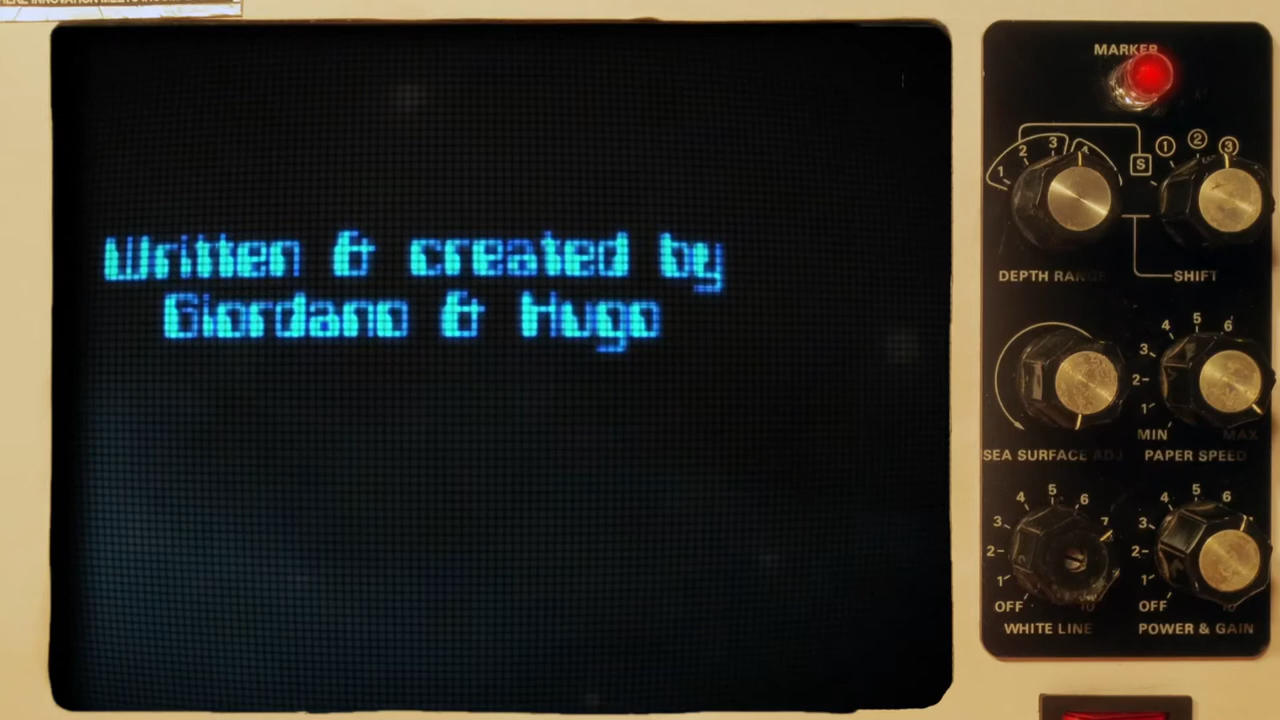 Written & created by
Giordano & Hugo
MARKER
1 2 3 4
S
1 2 3
DEPTH RANGE
SHIFT
4 5 6
3
2
1
MIN MAX
SEA SURFACE ADJ
PAPER SPEED
4 5 6
3 7
2
1
OFF 10
WHITE LINE
4 5 6
3
2
1
OFF 10
POWER & GAIN